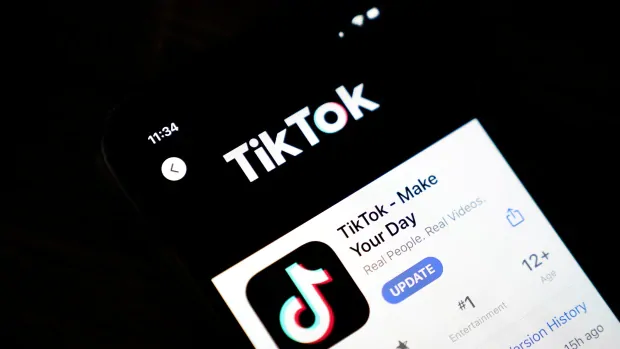 11:34
TikTok
TikTok - Make
Your Day
Real People. Real Videos.
UPDATE
#1
Entertainment
12+
Age
Version History
15h ago